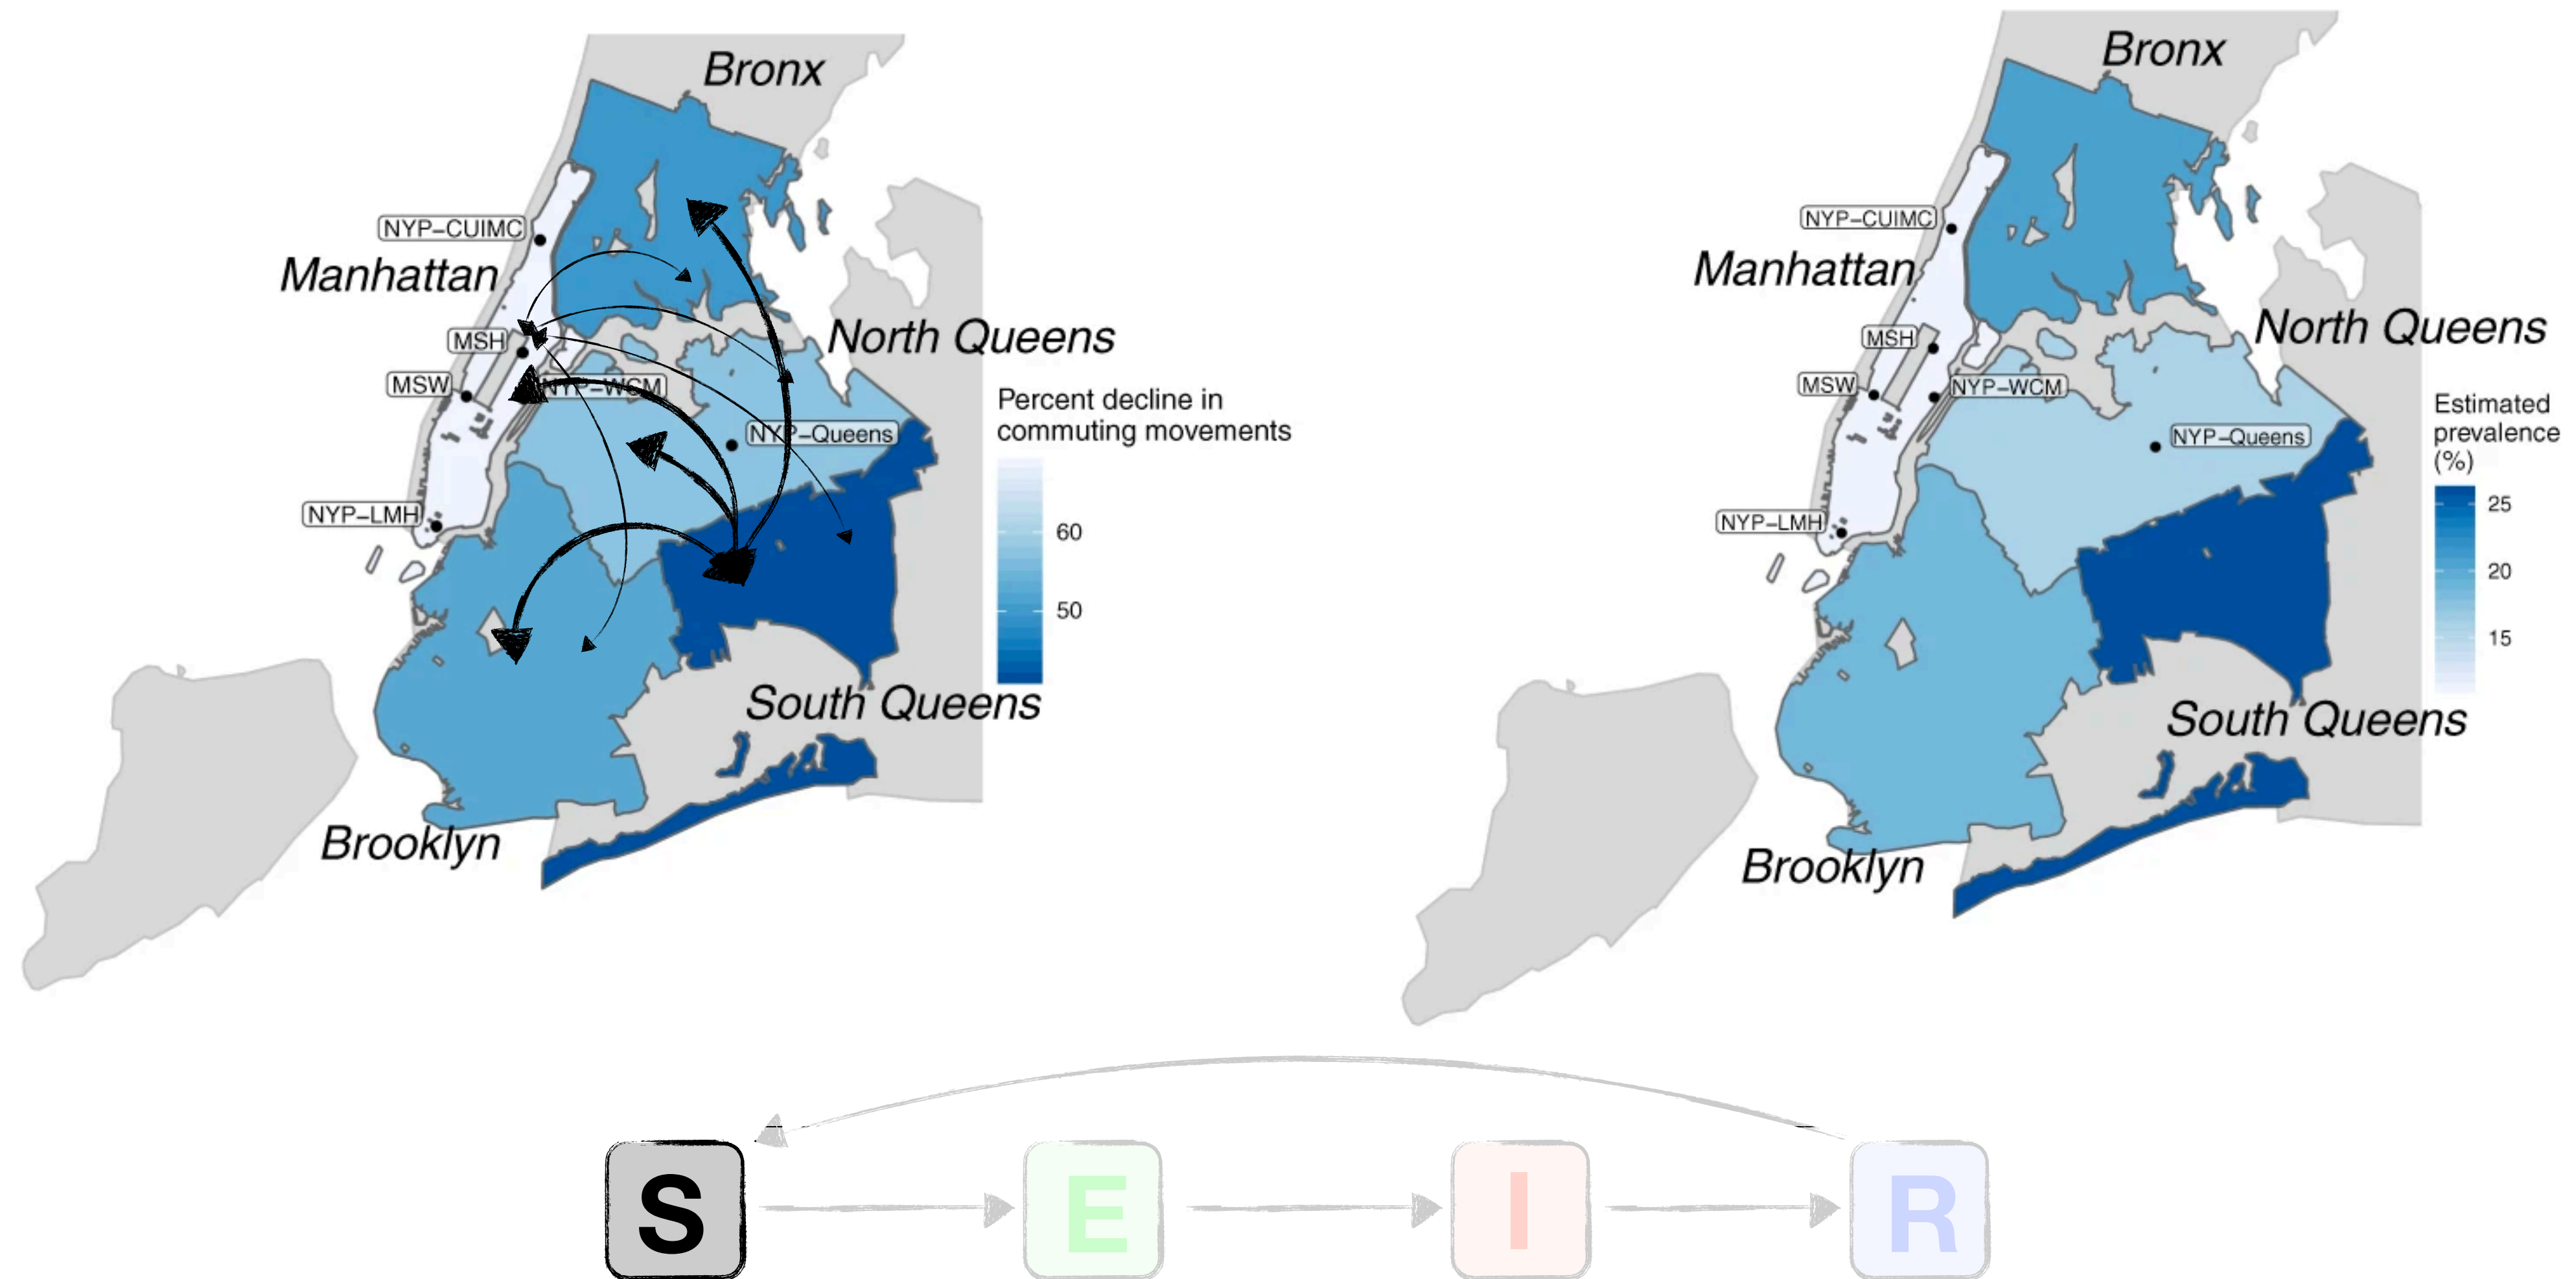 Bronx
NYP-CUIMC
Manhattan
MSH
North Queens
MSW
NYP-WCM
NYP-Queens
NYP-LMH
South Queens
Brooklyn
Percent decline in
commuting movements
60
50
Bronx
NYP-CUIMC
Manhattan
MSH
North Queens
MSW
NYP-WCM
NYP-Queens
NYP-LMH
South Queens
Brooklyn
Estimated
prevalence
(%)
25
20
15
S
E
I
R